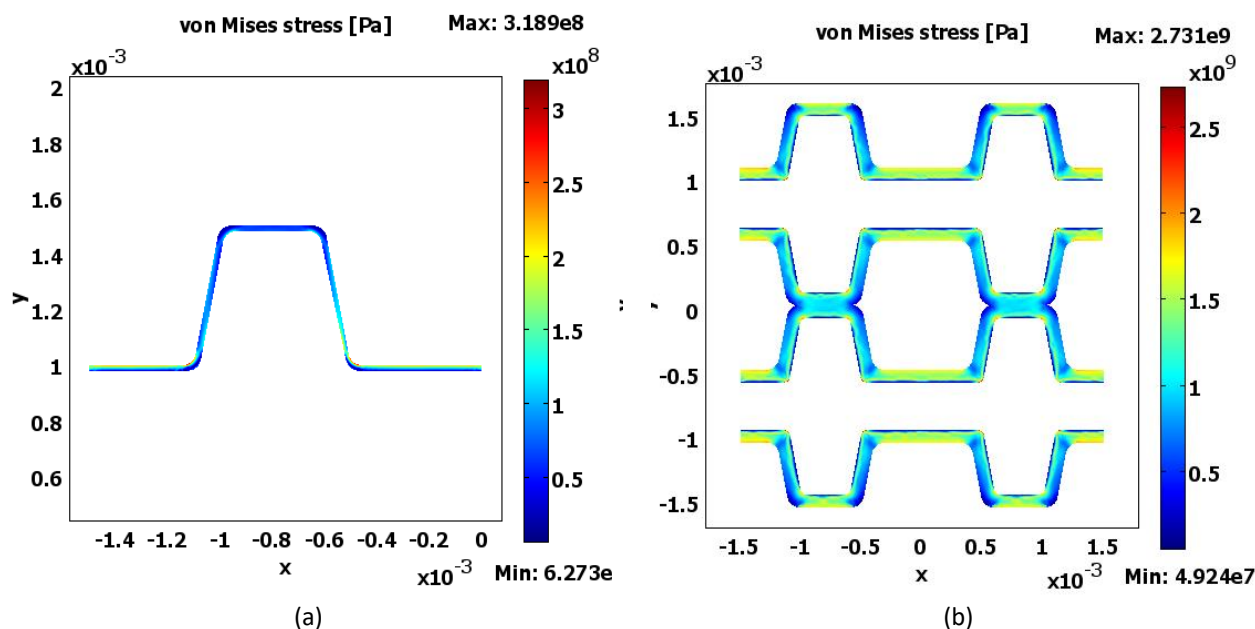 von Mises stress [Pa]
Max: 3.189e8
x10^-3
x10^8
2
1.8
1.6
1.4
1.2
1
0.8
0.6
y
3
2.5
2
1.5
1
0.5
-1.4 -1.2 -1 -0.8 -0.6 -0.4 -0.2 0
x
x10^-3
Min: 6.273e
(a)
von Mises stress [Pa]
Max: 2.731e9
x10^-3
x10^9
1.5
1
0.5
0
-0.5
-1
-1.5
2.5
2
1.5
1
0.5
-1.5 -1 -0.5 0 0.5 1 1.5
x
x10^-3
Min: 4.924e7
(b)